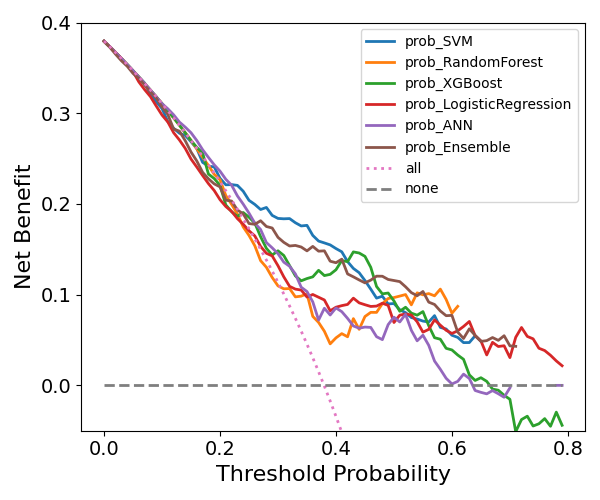 0.4
0.3
0.2
0.1
0.0
Net Benefit
prob_SVM
prob_RandomForest
prob_XGBoost
prob_LogisticRegression
prob_ANN
prob_Ensemble
all
none
0.0 0.2 0.4 0.6 0.8
Threshold Probability